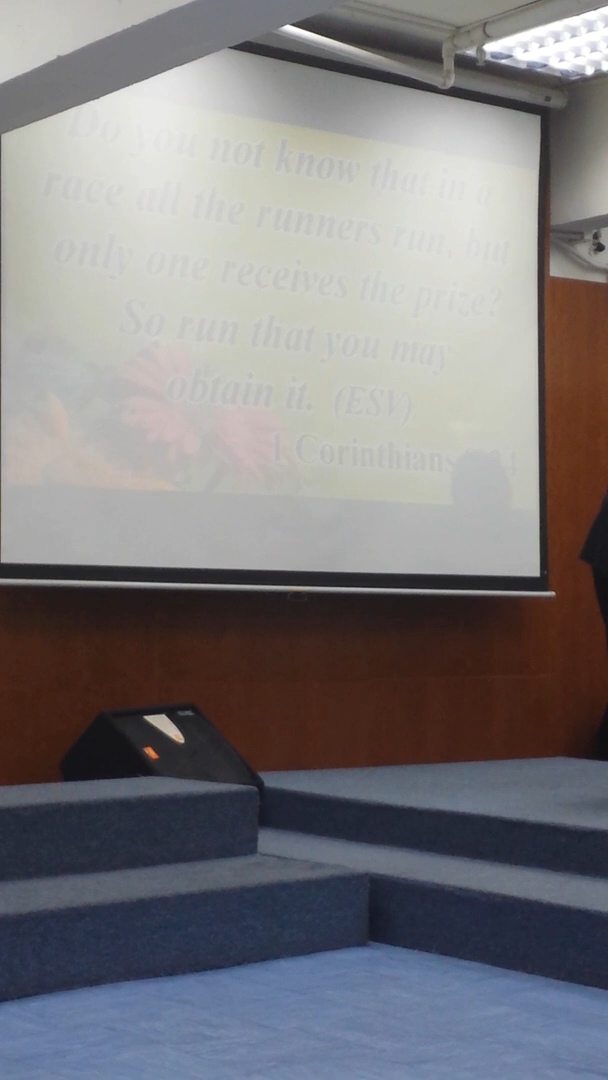 Do you not know that in a
race all the runners run, but
only one receives the prize?
So run that you may
obtain it. (ESV)
1 Corinthians